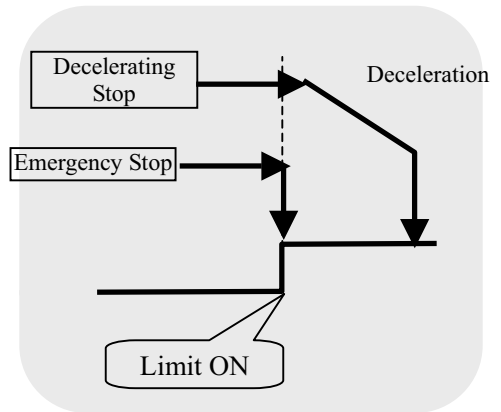 Decelerating
Stop
Deceleration
Emergency Stop
Limit ON